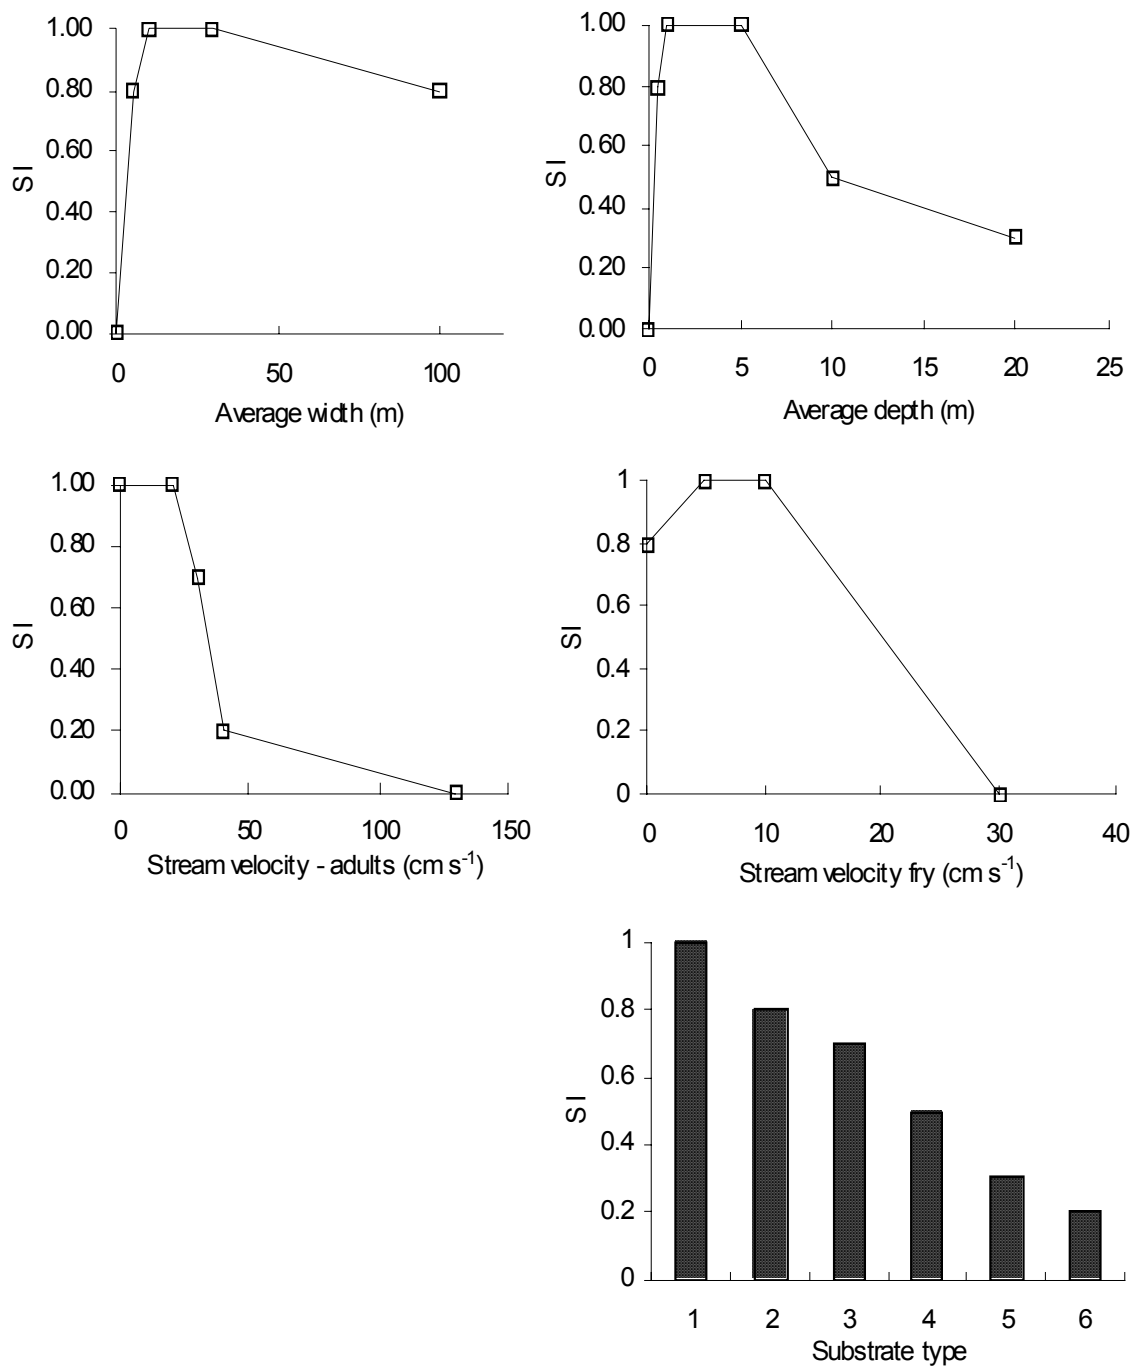 1.00
0.80
0.60
0.40
0.20
0.00
SI
0 50 100
Average width (m)
1.00
0.80
0.60
0.40
0.20
0.00
SI
0 5 10 15 20 25
Average depth (m)
1.00
0.80
0.60
0.40
0.20
0.00
SI
0 50 100 150
Stream velocity - adults (cm s-1)
1
0.8
0.6
0.4
0.2
0
SI
0 10 20 30 40
Stream velocity fry (cm s-1)
1
0.8
0.6
0.4
0.2
0
SI
1 2 3 4 5 6
Substrate type